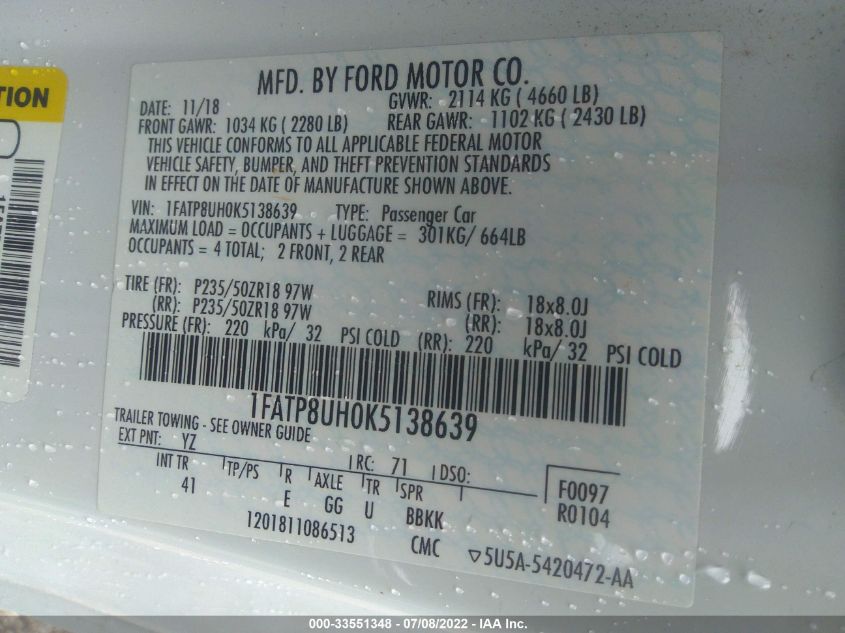 TION
MFD. BY FORD MOTOR CO.
DATE: 11/18 GVWR: 2114 KG ( 4660 LB)
FRONT GAWR: 1034 KG ( 2280 LB) REAR GAWR: 1102 KG ( 2430 LB)
THIS VEHICLE CONFORMS TO ALL APPLICABLE FEDERAL MOTOR
VEHICLE SAFETY, BUMPER, AND THEFT PREVENTION STANDARDS
IN EFFECT ON THE DATE OF MANUFACTURE SHOWN ABOVE.
VIN: 1FATP8UH0K5138639 TYPE: Passenger Car
MAXIMUM LOAD = OCCUPANTS + LUGGAGE = 301KG/ 664LB
OCCUPANTS = 4 TOTAL; 2 FRONT, 2 REAR
TIRE (FR): P235/50ZR18 97W RIMS (FR): 18x8.0J
(RR): P235/50ZR18 97W (RR): 18x8.0J
PRESSURE (FR): 220 kPa/ 32 PSI COLD (RR): 220 kPa/ 32 PSI COLD
1FATP8UH0K5138639
TRAILER TOWING - SEE OWNER GUIDE
EXT PNT: YZ RC: 71 DSO:
INT TR TP/PS R AXLE TR SPR F0097
41 E GG U BBKK R0104
1201811086513 CMC 5U5A-5420472-AA
000-33551348 - 07/08/2022 - IAA Inc.